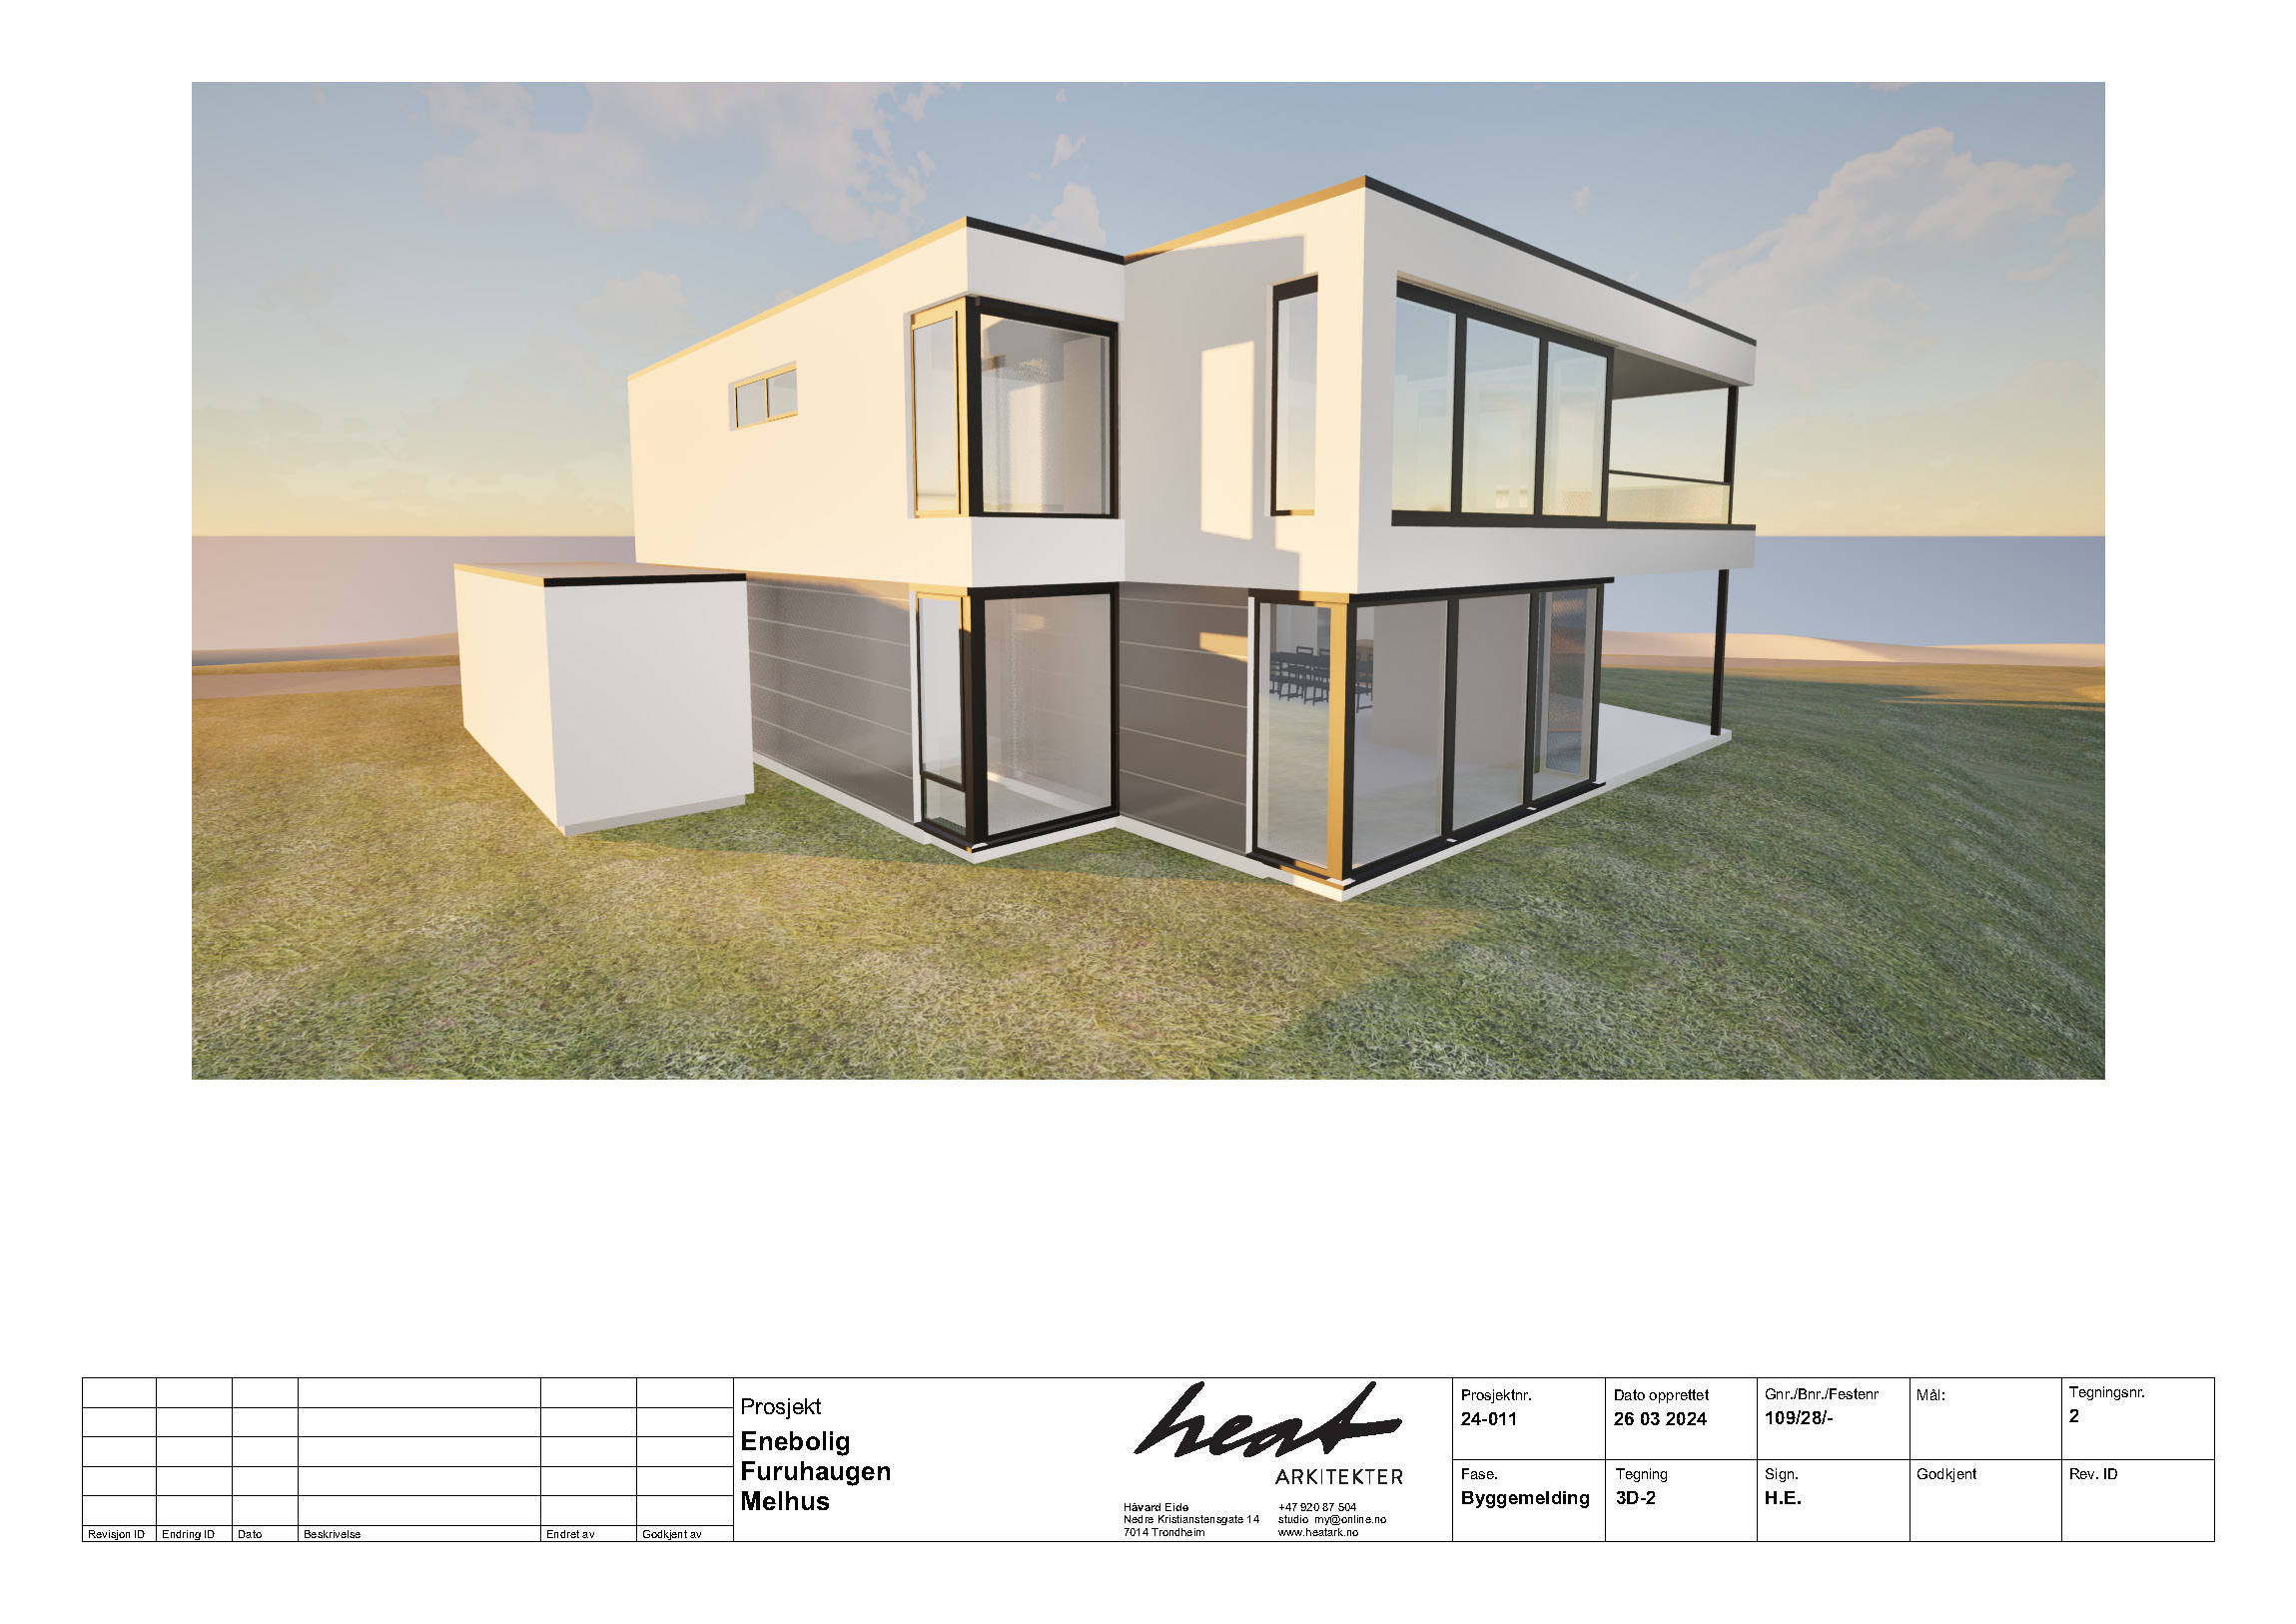 Revisjon ID
Endring ID
Dato
Beskrivelse
Endret av
Godkjent av
Prosjekt
Enebolig
Furuhaugen
Melhus
heat
ARKITEKTER
Håvard Eide
Nedre Kristianstensgate 14
7014 Trondheim
+47 920 87 504
studio_my@online.no
www.heatark.no
Prosjektnr.
24-011
Dato opprettet
26 03 2024
Gnr./Bnr./Festenr
109/28/-
Mål:
Tegningsnr.
2
Fase.
Byggemelding
Tegning
3D-2
Sign.
H.E.
Godkjent
Rev. ID